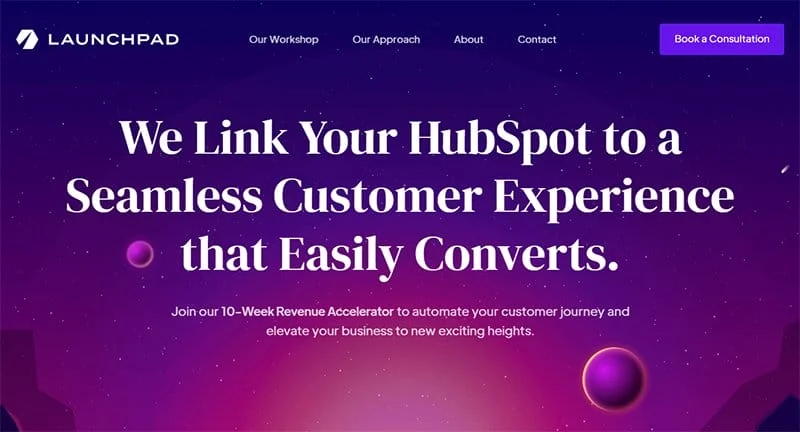 LAUNCHPAD
Our Workshop
Our Approach
About
Contact
Book a Consultation
We Link Your HubSpot to a
Seamless Customer Experience
that Easily Converts.
Join our 10-Week Revenue Accelerator to automate your customer journey and
elevate your business to new exciting heights.